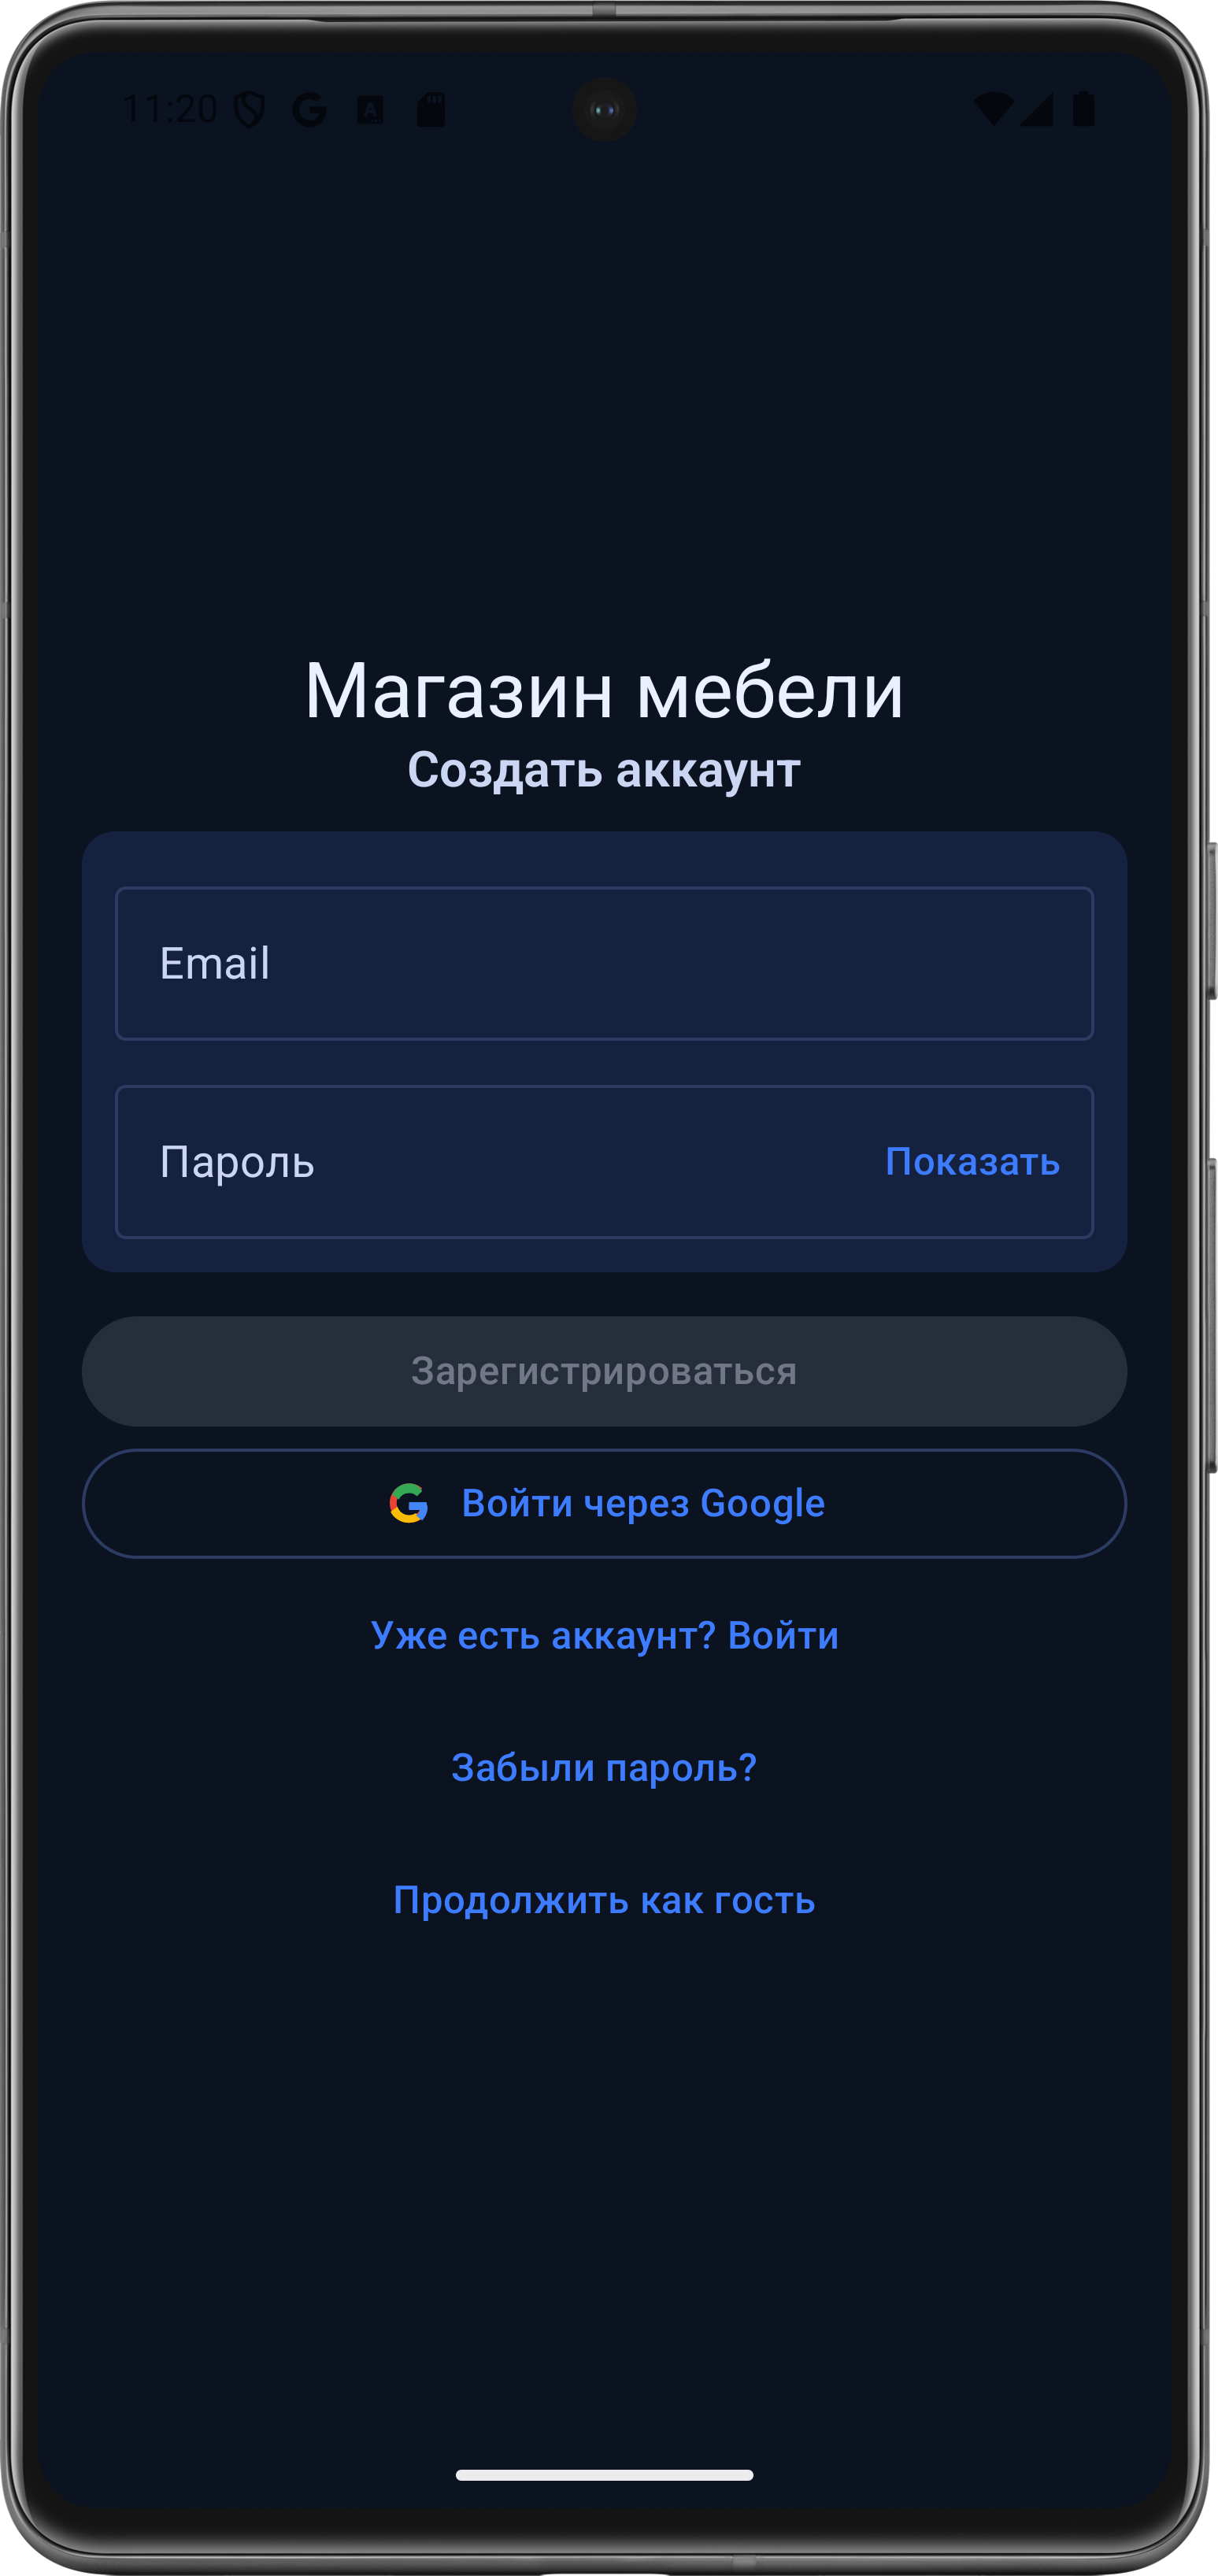 11:20
Магазин мебели
Создать аккаунт
Email
Пароль
Показать
Зарегистрироваться
Войти через Google
Уже есть аккаунт? Войти
Забыли пароль?
Продолжить как гость